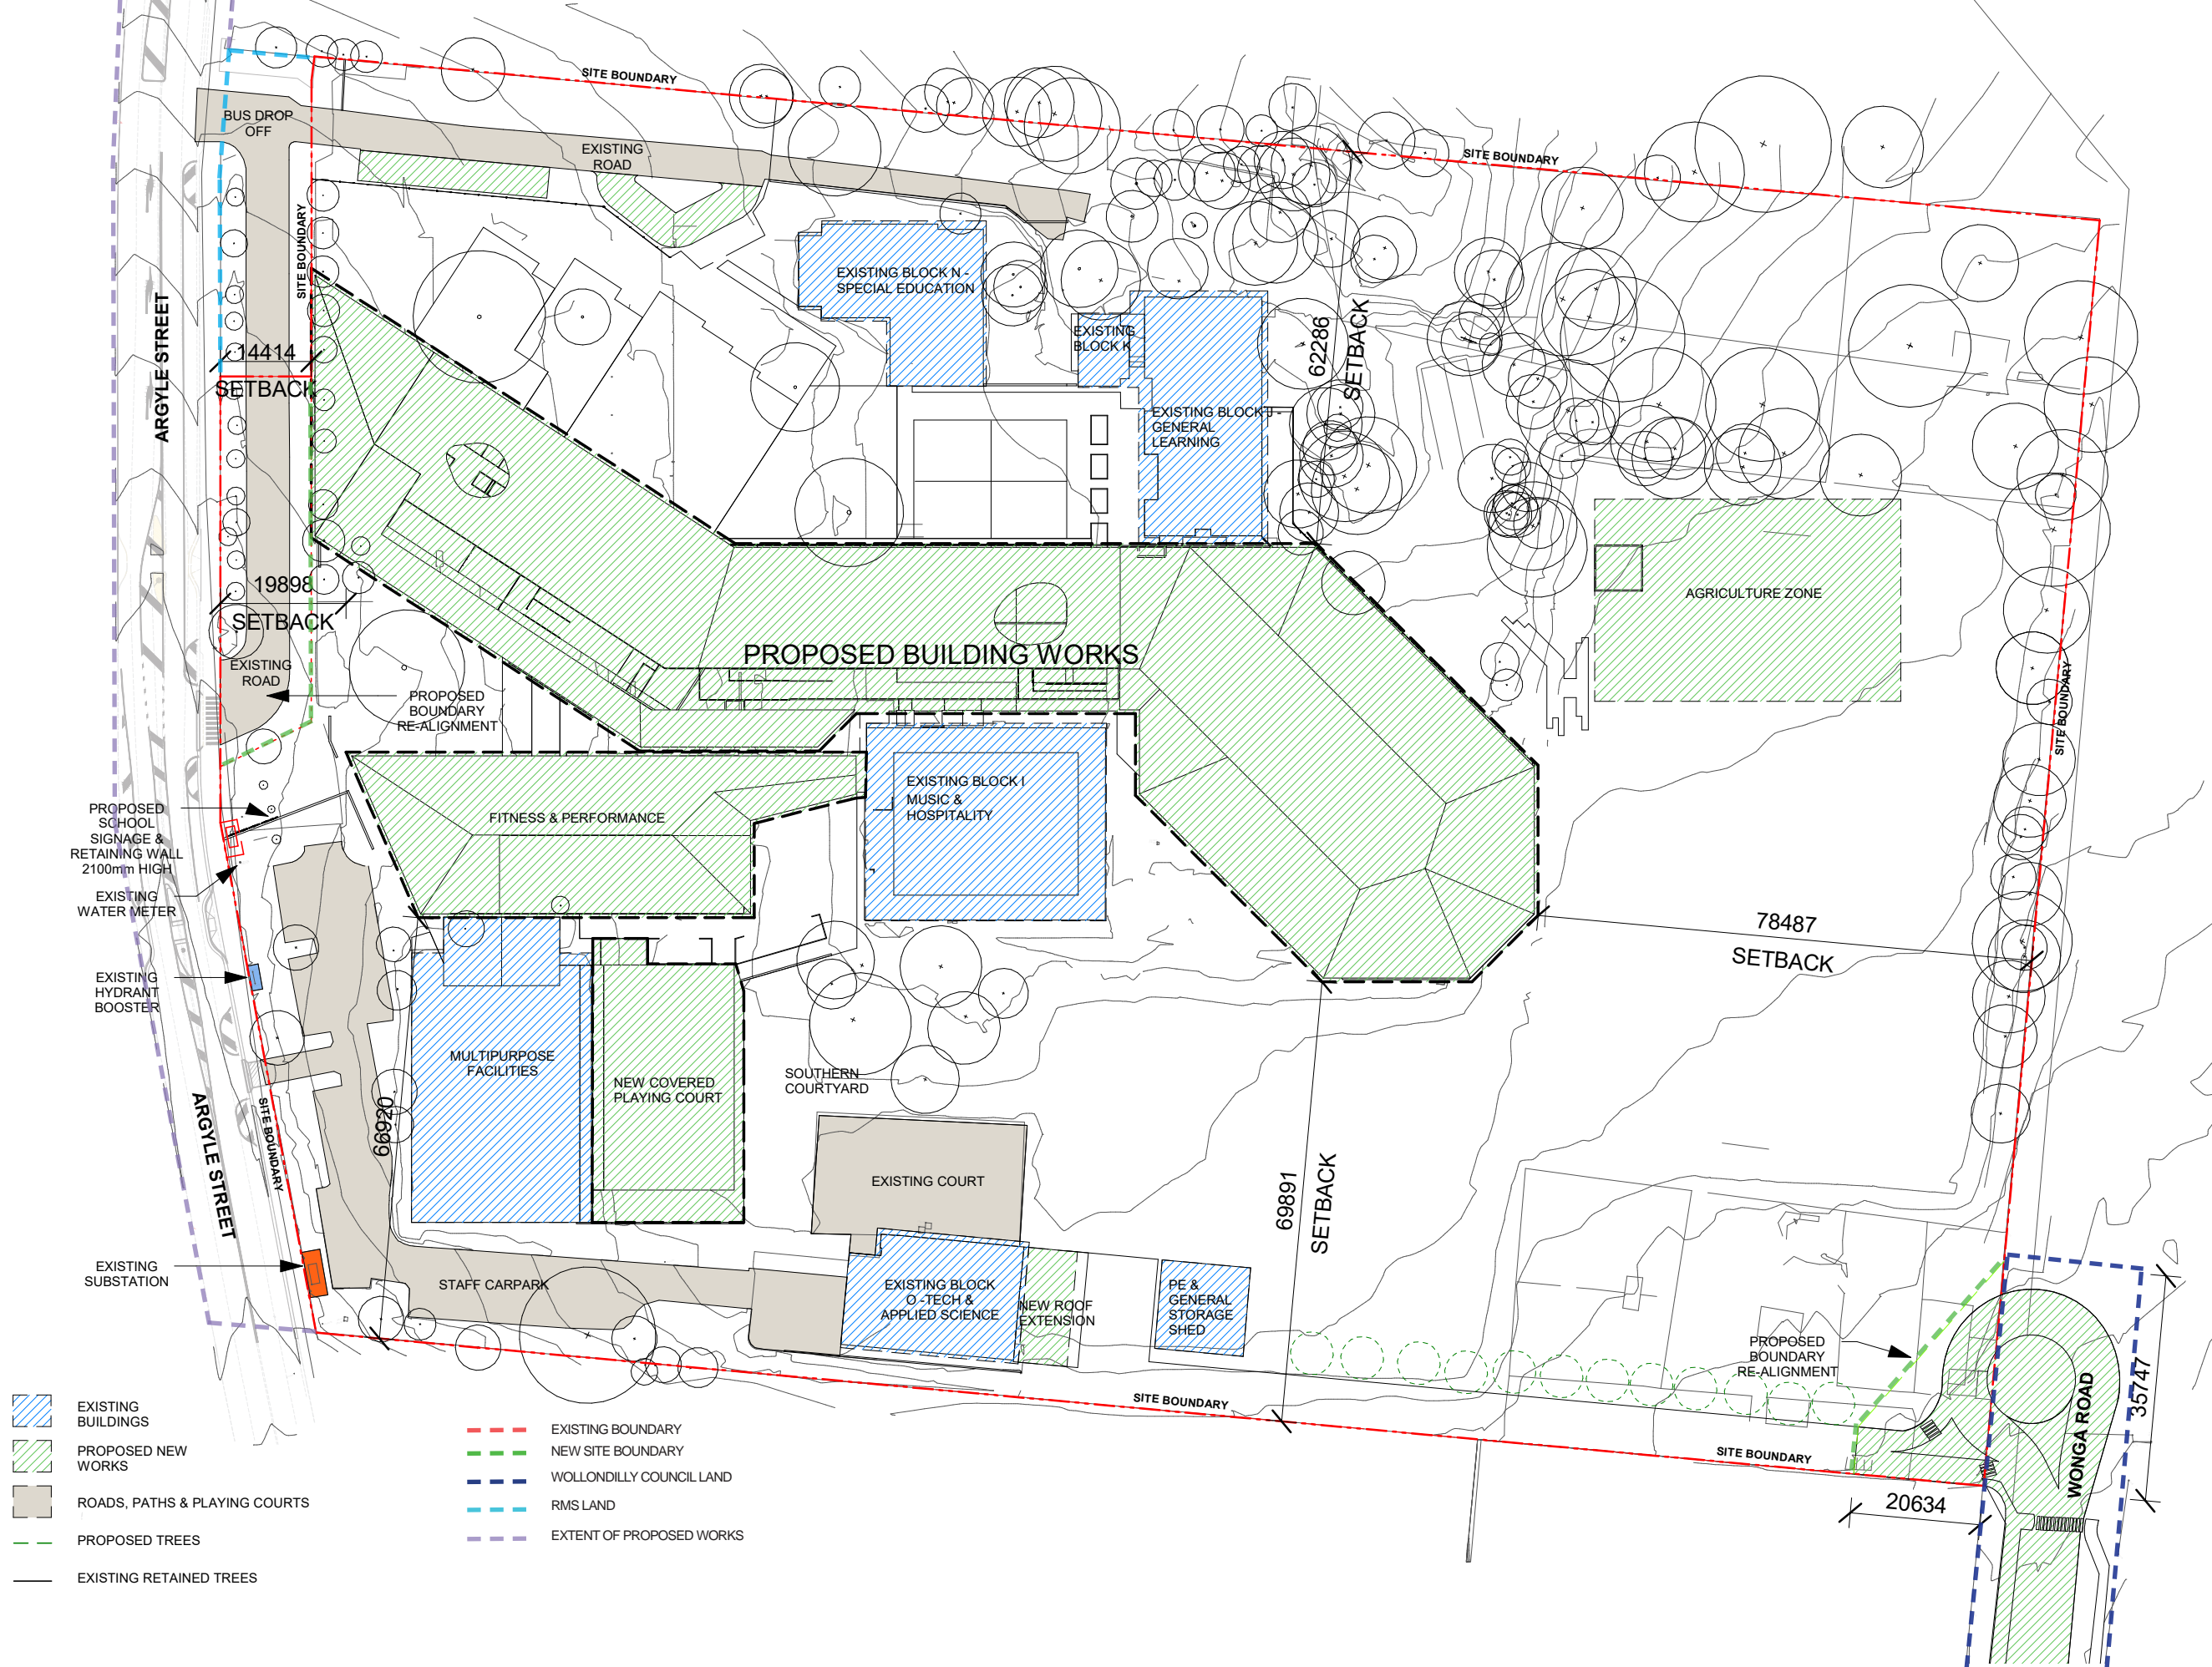 SITE BOUNDARY
BUS DROP
OFF
EXISTING
ROAD
SITE BOUNDARY
SITE BOUNDARY
ARGYLE STREET
EXISTING BLOCK N -
SPECIAL EDUCATION
EXISTING
BLOCK K
62286
SETBACK
14414
SETBACK
EXISTING BLOCK J -
GENERAL
LEARNING
AGRICULTURE ZONE
19898
SETBACK
PROPOSED BUILDING WORKS
EXISTING
ROAD
PROPOSED
BOUNDARY
RE-ALIGNMENT
SITE BOUNDARY
EXISTING BLOCK I
MUSIC &
HOSPITALITY
FITNESS & PERFORMANCE
PROPOSED
SCHOOL
SIGNAGE &
RETAINING WALL
2100mm HIGH
EXISTING
WATER METER
78487
SETBACK
EXISTING
HYDRANT
BOOSTER
MULTIPURPOSE
FACILITIES
NEW COVERED
PLAYING COURT
SOUTHERN
COURTYARD
66920
SITE BOUNDARY
ARGYLE STREET
EXISTING COURT
69891
SETBACK
EXISTING
SUBSTATION
STAFF CARPARK
EXISTING BLOCK
O -TECH &
APPLIED SCIENCE
NEW ROOF
EXTENSION
PE &
GENERAL
STORAGE
SHED
PROPOSED
BOUNDARY
RE-ALIGNMENT
35747
WONGA ROAD
SITE BOUNDARY
SITE BOUNDARY
20634
EXISTING
BUILDINGS
PROPOSED NEW
WORKS
ROADS, PATHS & PLAYING COURTS
PROPOSED TREES
EXISTING RETAINED TREES
EXISTING BOUNDARY
NEW SITE BOUNDARY
WOLLONDILLY COUNCIL LAND
RMS LAND
EXTENT OF PROPOSED WORKS